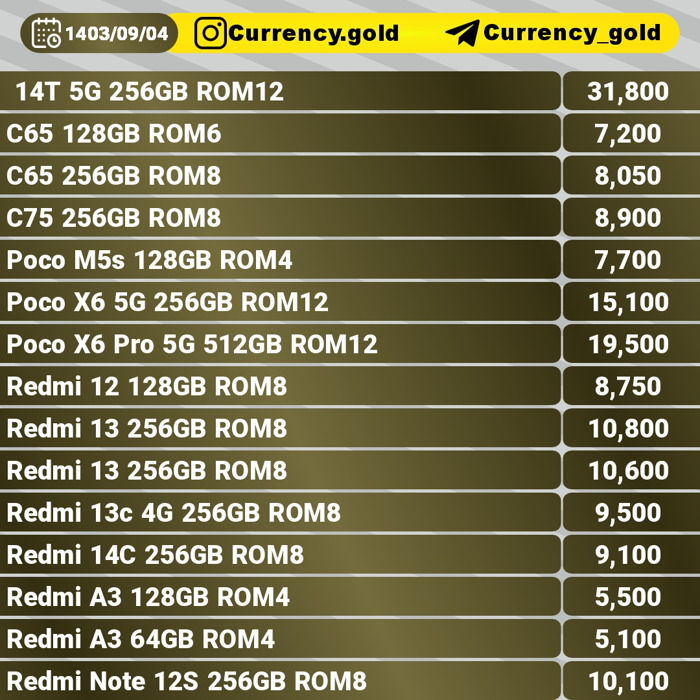 1403/09/04 Currency.gold Currency_gold
14T 5G 256GB ROM12 31,800
C65 128GB ROM6 7,200
C65 256GB ROM8 8,050
C75 256GB ROM8 8,900
Poco M5s 128GB ROM4 7,700
Poco X6 5G 256GB ROM12 15,100
Poco X6 Pro 5G 512GB ROM12 19,500
Redmi 12 128GB ROM8 8,750
Redmi 13 256GB ROM8 10,800
Redmi 13 256GB ROM8 10,600
Redmi 13c 4G 256GB ROM8 9,500
Redmi 14C 256GB ROM8 9,100
Redmi A3 128GB ROM4 5,500
Redmi A3 64GB ROM4 5,100
Redmi Note 12S 256GB ROM8 10,100